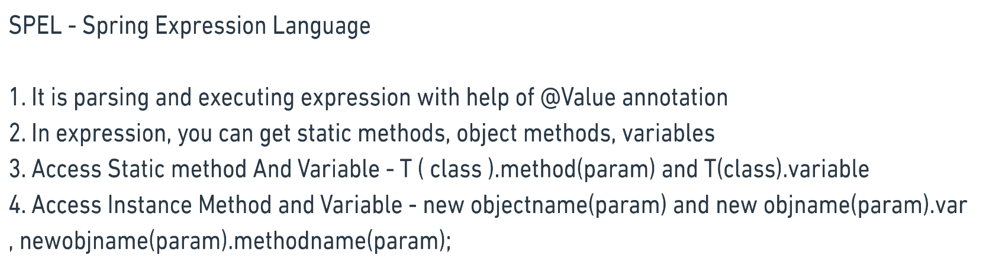 SPEL - Spring Expression Language
1. It is parsing and executing expression with help of @Value annotation
2. In expression, you can get static methods, object methods, variables
3. Access Static method And Variable - T ( class ).method(param) and T(class).variable
4. Access Instance Method and Variable - new objectname(param) and new objname(param).var
, newobjname(param).methodname(param);